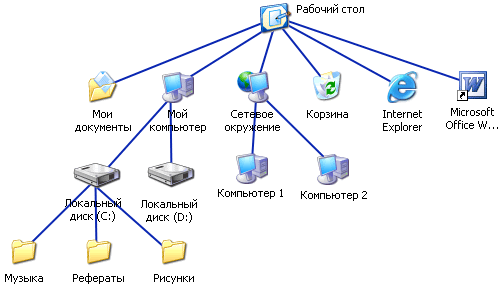 Рабочий стол
Мои
документы
Мой
компьютер
Сетевое
окружение
Корзина
Internet
Explorer
Microsoft
Office W...
Компьютер 1
Компьютер 2
Локальный
диск (C:)
Локальный
диск (D:)
Музыка
Рефераты
Рисунки